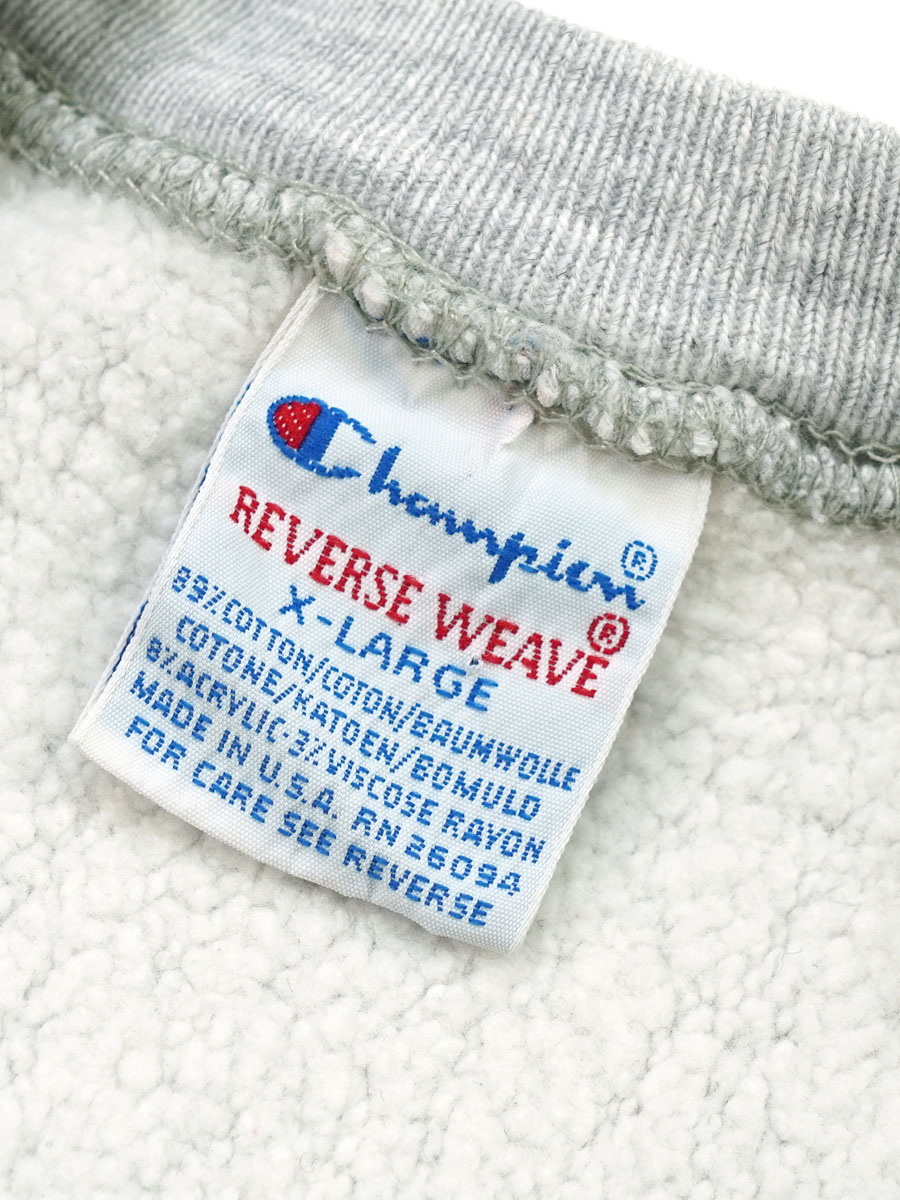 Champion®
REVERSE WEAVE®
X-LARGE
89% COTTON/COTON/BAUMWOLLE
COTONE/KATOEN/BOMULD
8% ACRYLIC-3% VISCOSE RAYON
MADE IN U.S.A. RN 26094
FOR CARE SEE REVERSE